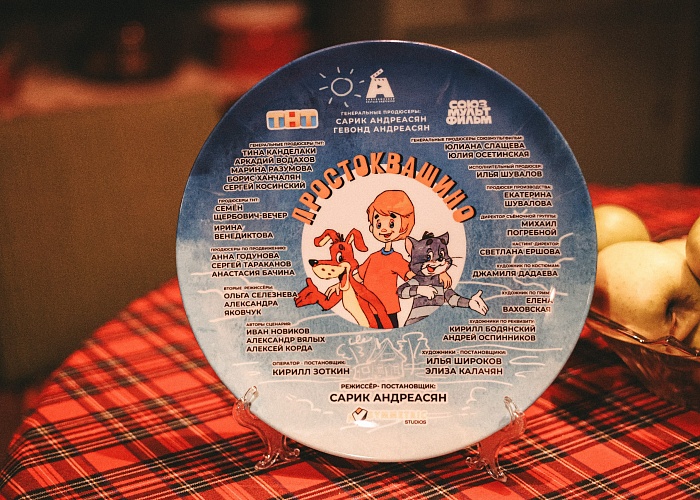 ГЕНЕРАЛЬНЫЕ ПРОДЮСЕРЫ:
САРИК АНДРЕАСЯН
ГЕВОНД АНДРЕАСЯН
ТНТ
СОЮЗ
МУЛЬТ
ФИЛЬМ
ПРОСТОКВАШИНО
ГЕНЕРАЛЬНЫЕ ПРОДЮСЕРЫ ТНТ:
ТИНА КАНДЕЛАКИ
АРКАДИЙ ВОДАХОВ
МАРИНА РАЗУМОВА
БОРИС ХАНЧАЛЯН
СЕРГЕЙ КОСИНСКИЙ
ПРОДЮСЕРЫ ТНТ:
СЕМЁН
ЩЕРБОВИЧ-ВЕЧЕР
ИРИНА
ВЕНЕДИКТОВА
ПРОДЮСЕРЫ ПО ПРОДВИЖЕНИЮ:
АННА ГОДУНОВА
СЕРГЕЙ ТАРАКАНОВ
АНАСТАСИЯ БАЧИНА
ВТОРЫЕ РЕЖИССЕРЫ:
ОЛЬГА СЕЛЕЗНЕВА
АЛЕКСАНДРА
ЯКОВЧУК
АВТОРЫ СЦЕНАРИЯ:
ИВАН НОВИКОВ
АЛЕКСАНДР ВЯЛЫХ
АЛЕКСЕЙ КОРДА
ОПЕРАТОР - ПОСТАНОВЩИК:
КИРИЛЛ ЗОТКИН
ГЕНЕРАЛЬНЫЕ ПРОДЮСЕРЫ СОЮЗМУЛЬТФИЛЬМ:
ЮЛИАНА СЛАЩЕВА
ЮЛИЯ ОСЕТИНСКАЯ
ИСПОЛНИТЕЛЬНЫЙ ПРОДЮСЕР:
ИЛЬЯ ШУВАЛОВ
ПРОДЮСЕР ПРОИЗВОДСТВА:
ЕКАТЕРИНА
ШУВАЛОВА
ДИРЕКТОР СЪЁМОЧНОЙ ГРУППЫ:
МИХАИЛ
ПОГРЕБНОЙ
КАСТИНГ ДИРЕКТОР:
СВЕТЛАНА ЕРШОВА
ХУДОЖНИК ПО КОСТЮМАМ:
ДЖАМИЛЯ ДАДАЕВА
ХУДОЖНИК ПО ГРИМУ:
ЕЛЕНА
ВАХОВСКАЯ
ХУДОЖНИКИ ПО РЕКВИЗИТУ:
КИРИЛЛ БОДЯНСКИЙ
АНДРЕЙ ОСПИННИКОВ
ХУДОЖНИКИ - ПОСТАНОВЩИКИ:
ИЛЬЯ ШИРОКОВ
ЭЛИЗА КАЛАЧЯН
РЕЖИССЁР- ПОСТАНОВЩИК:
САРИК АНДРЕАСЯН
STUDIOS